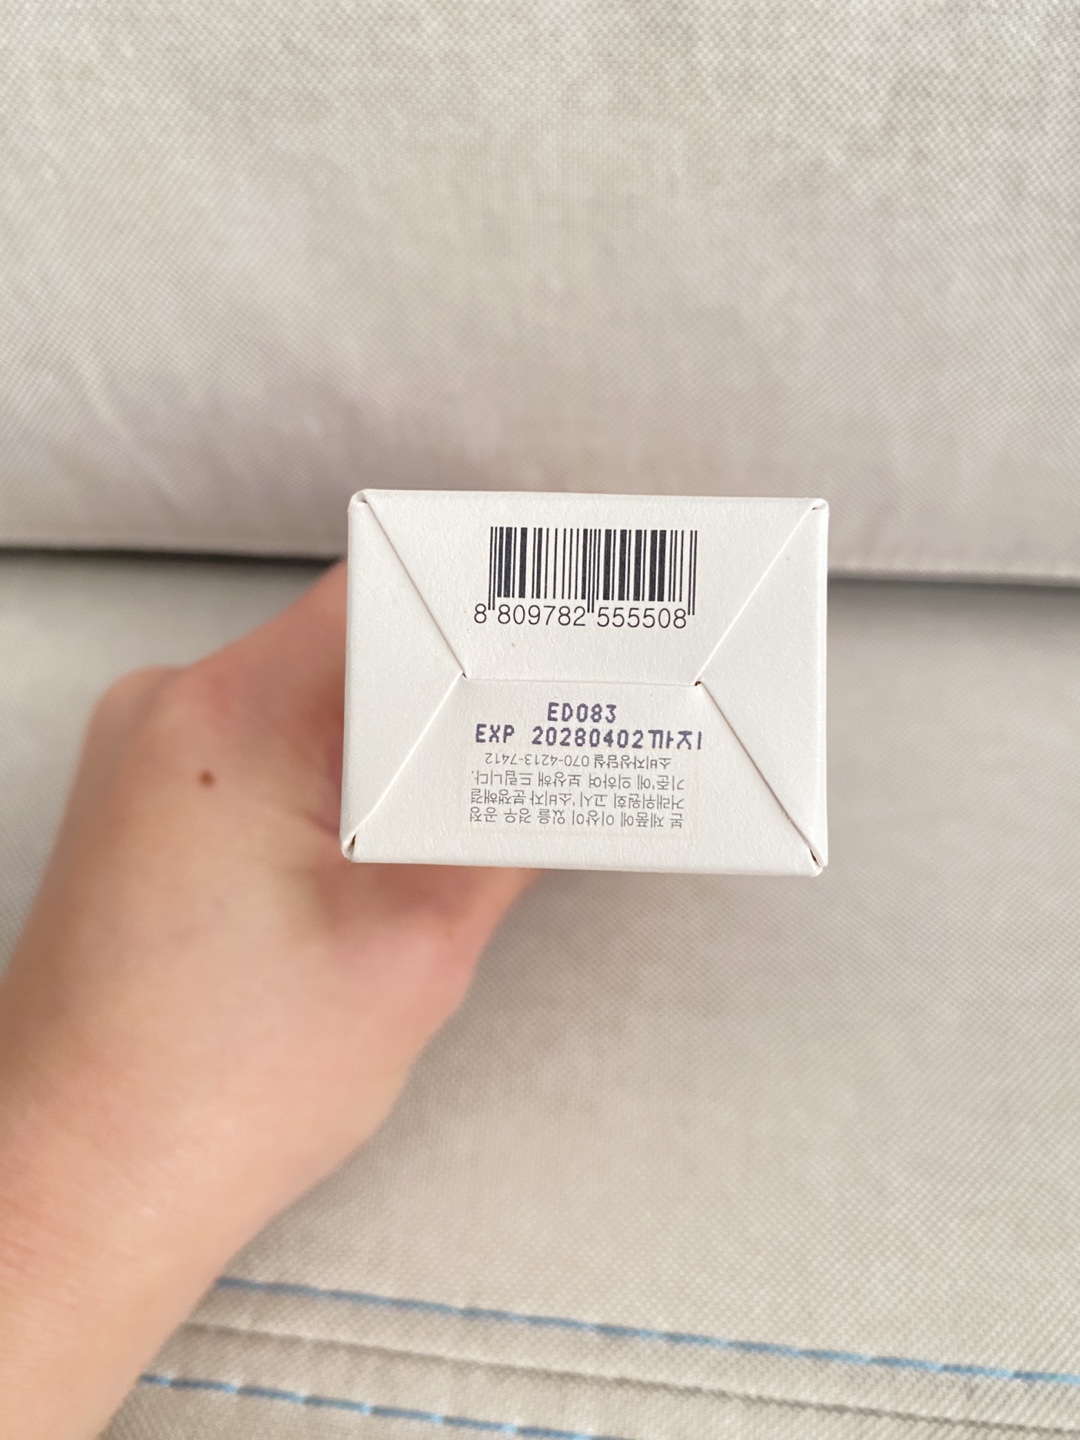 8 809782 555508
ED083
EXP 20280402까지
본 제품에 이상이 있을 경우 공정
거래위원회 고시 '소비자 분쟁해결
기준'에 의하여 보상해 드립니다.
소비자상담실 070-4213-7412